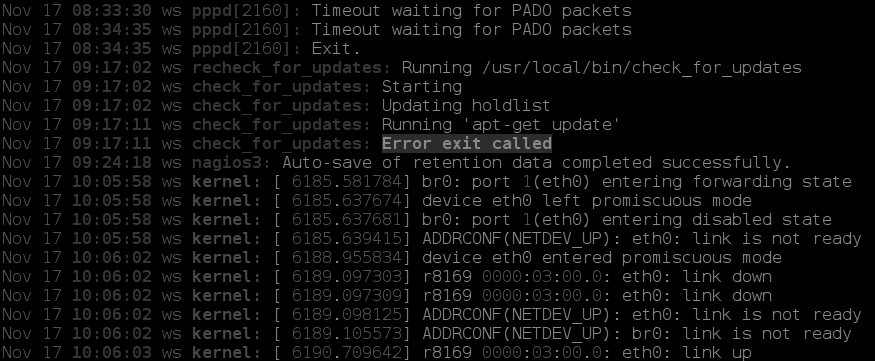 Nov 17 08:33:30 ws pppd[2160]: Timeout waiting for PADO packets
Nov 17 08:34:35 ws pppd[2160]: Timeout waiting for PADO packets
Nov 17 08:34:35 ws pppd[2160]: Exit.
Nov 17 09:17:02 ws recheck_for_updates: Running /usr/local/bin/check_for_updates
Nov 17 09:17:02 ws check_for_updates: Starting
Nov 17 09:17:02 ws check_for_updates: Updating holdlist
Nov 17 09:17:11 ws check_for_updates: Running 'apt-get update'
Nov 17 09:17:11 ws check_for_updates: Error exit called
Nov 17 09:24:18 ws nagios3: Auto-save of retention data completed successfully.
Nov 17 10:05:58 ws kernel: [ 6185.581784] br0: port 1(eth0) entering forwarding state
Nov 17 10:05:58 ws kernel: [ 6185.637674] device eth0 left promiscuous mode
Nov 17 10:05:58 ws kernel: [ 6185.637681] br0: port 1(eth0) entering disabled state
Nov 17 10:05:58 ws kernel: [ 6185.639415] ADDRCONF(NETDEV_UP): eth0: link is not ready
Nov 17 10:06:02 ws kernel: [ 6188.955834] device eth0 entered promiscuous mode
Nov 17 10:06:02 ws kernel: [ 6189.097303] r8169 0000:03:00.0: eth0: link down
Nov 17 10:06:02 ws kernel: [ 6189.097309] r8169 0000:03:00.0: eth0: link down
Nov 17 10:06:02 ws kernel: [ 6189.098125] ADDRCONF(NETDEV_UP): eth0: link is not ready
Nov 17 10:06:02 ws kernel: [ 6189.105573] ADDRCONF(NETDEV_UP): br0: link is not ready
Nov 17 10:06:03 ws kernel: [ 6190.709642] r8169 0000:03:00.0: eth0: link up